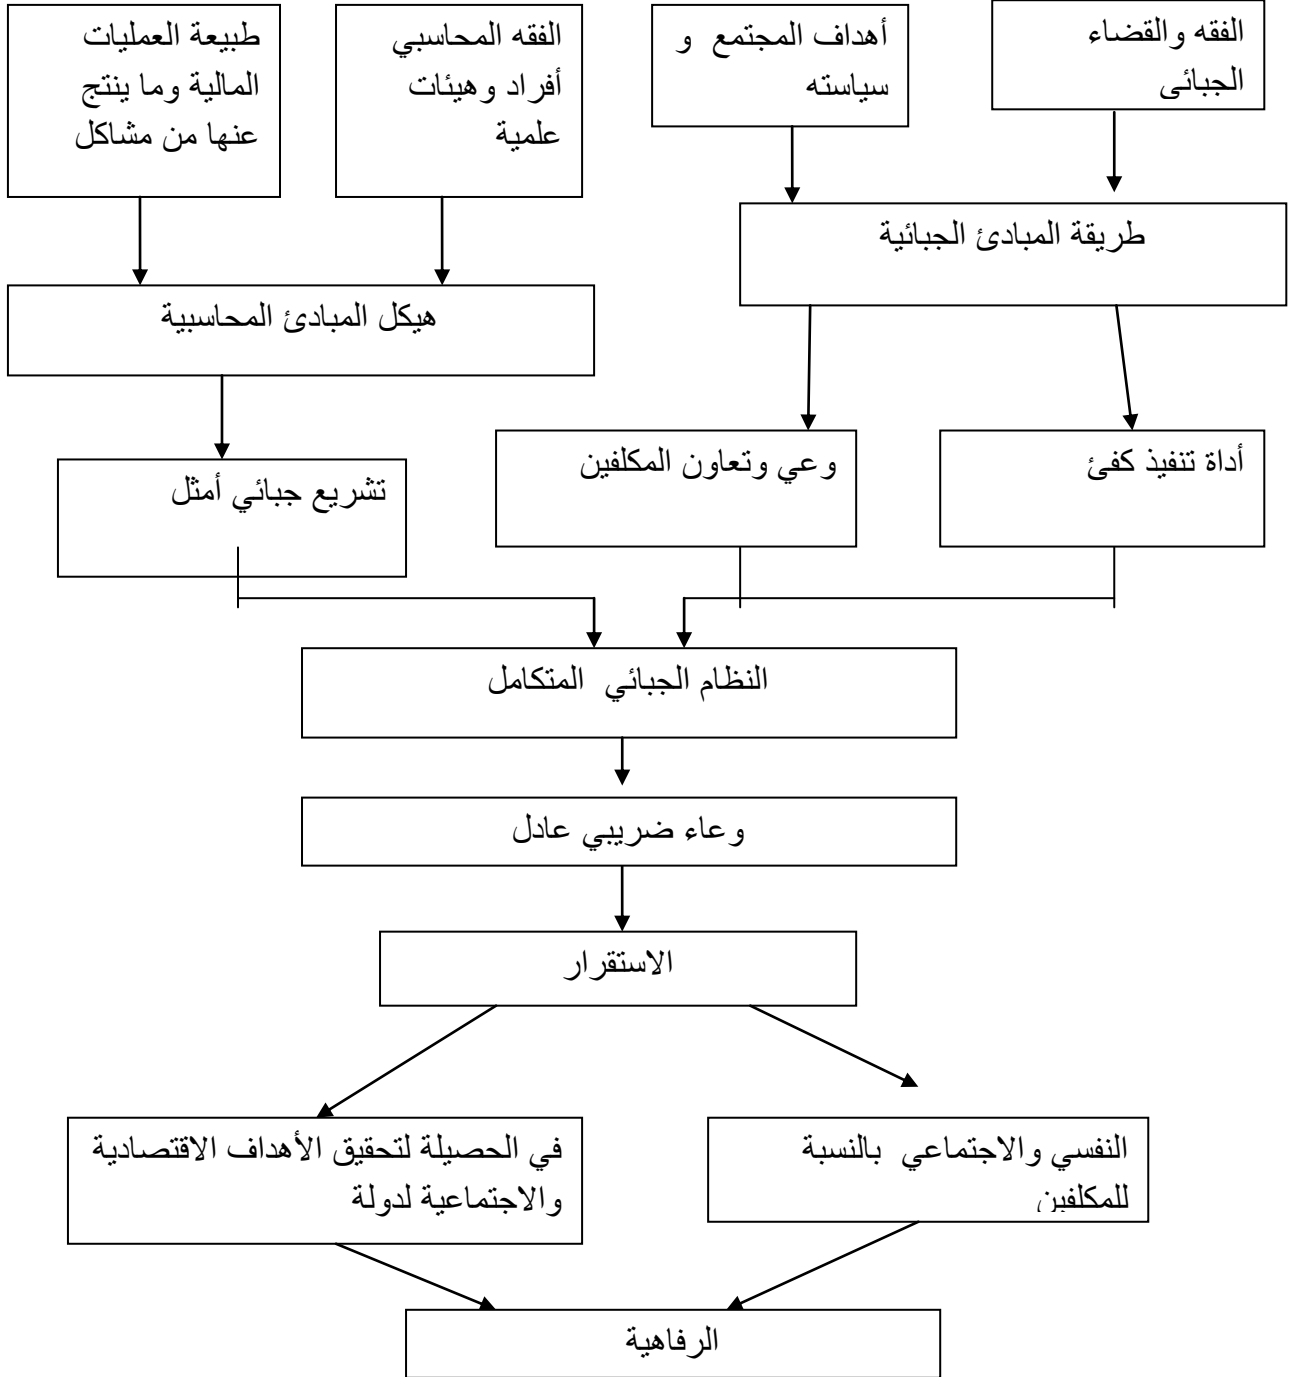 الفقه والقضاء
الجبائي
أهداف المجتمع و
سياسته
الفقه المحاسبي
أفراد وهيئات
علمية
طبيعة العمليات
المالية وما ينتج
عنها من مشاكل
طريقة المبادئ الجبائية
هيكل المبادئ المحاسبية
أداة تنفيذ كفئ
وعي وتعاون المكلفين
تشريع جبائي أمثل
النظام الجبائي المتكامل
وعاء ضريبي عادل
الاستقرار
النفسي والاجتماعي بالنسبة
للمكلفين
في الحصيلة لتحقيق الأهداف الاقتصادية
والاجتماعية لدولة
الرفاهية